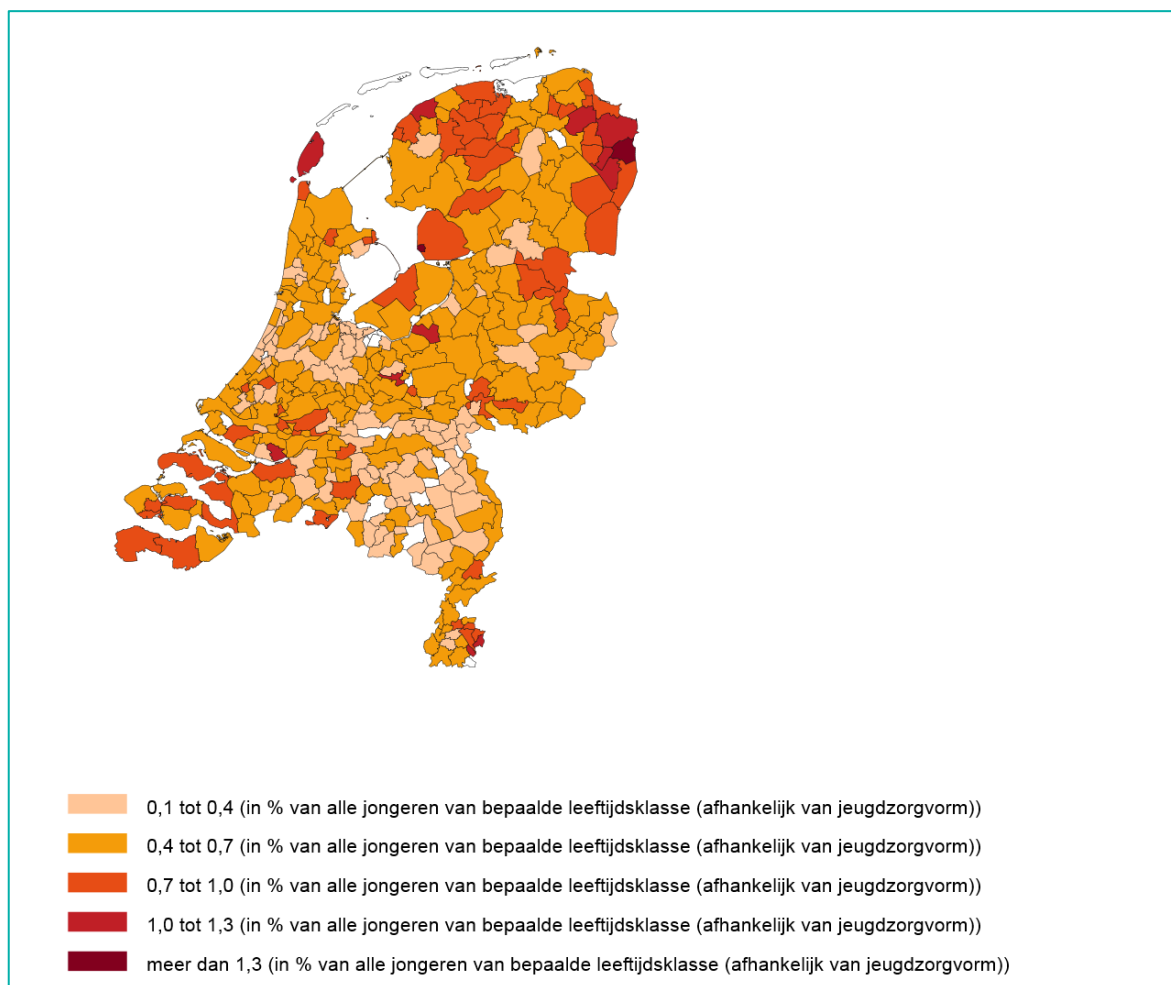 0,1 tot 0,4 (in % van alle jongeren van bepaalde leeftijdsklasse (afhankelijk van jeugdzorgvorm))
0,4 tot 0,7 (in % van alle jongeren van bepaalde leeftijdsklasse (afhankelijk van jeugdzorgvorm))
0,7 tot 1,0 (in % van alle jongeren van bepaalde leeftijdsklasse (afhankelijk van jeugdzorgvorm))
1,0 tot 1,3 (in % van alle jongeren van bepaalde leeftijdsklasse (afhankelijk van jeugdzorgvorm))
meer dan 1,3 (in % van alle jongeren van bepaalde leeftijdsklasse (afhankelijk van jeugdzorgvorm))